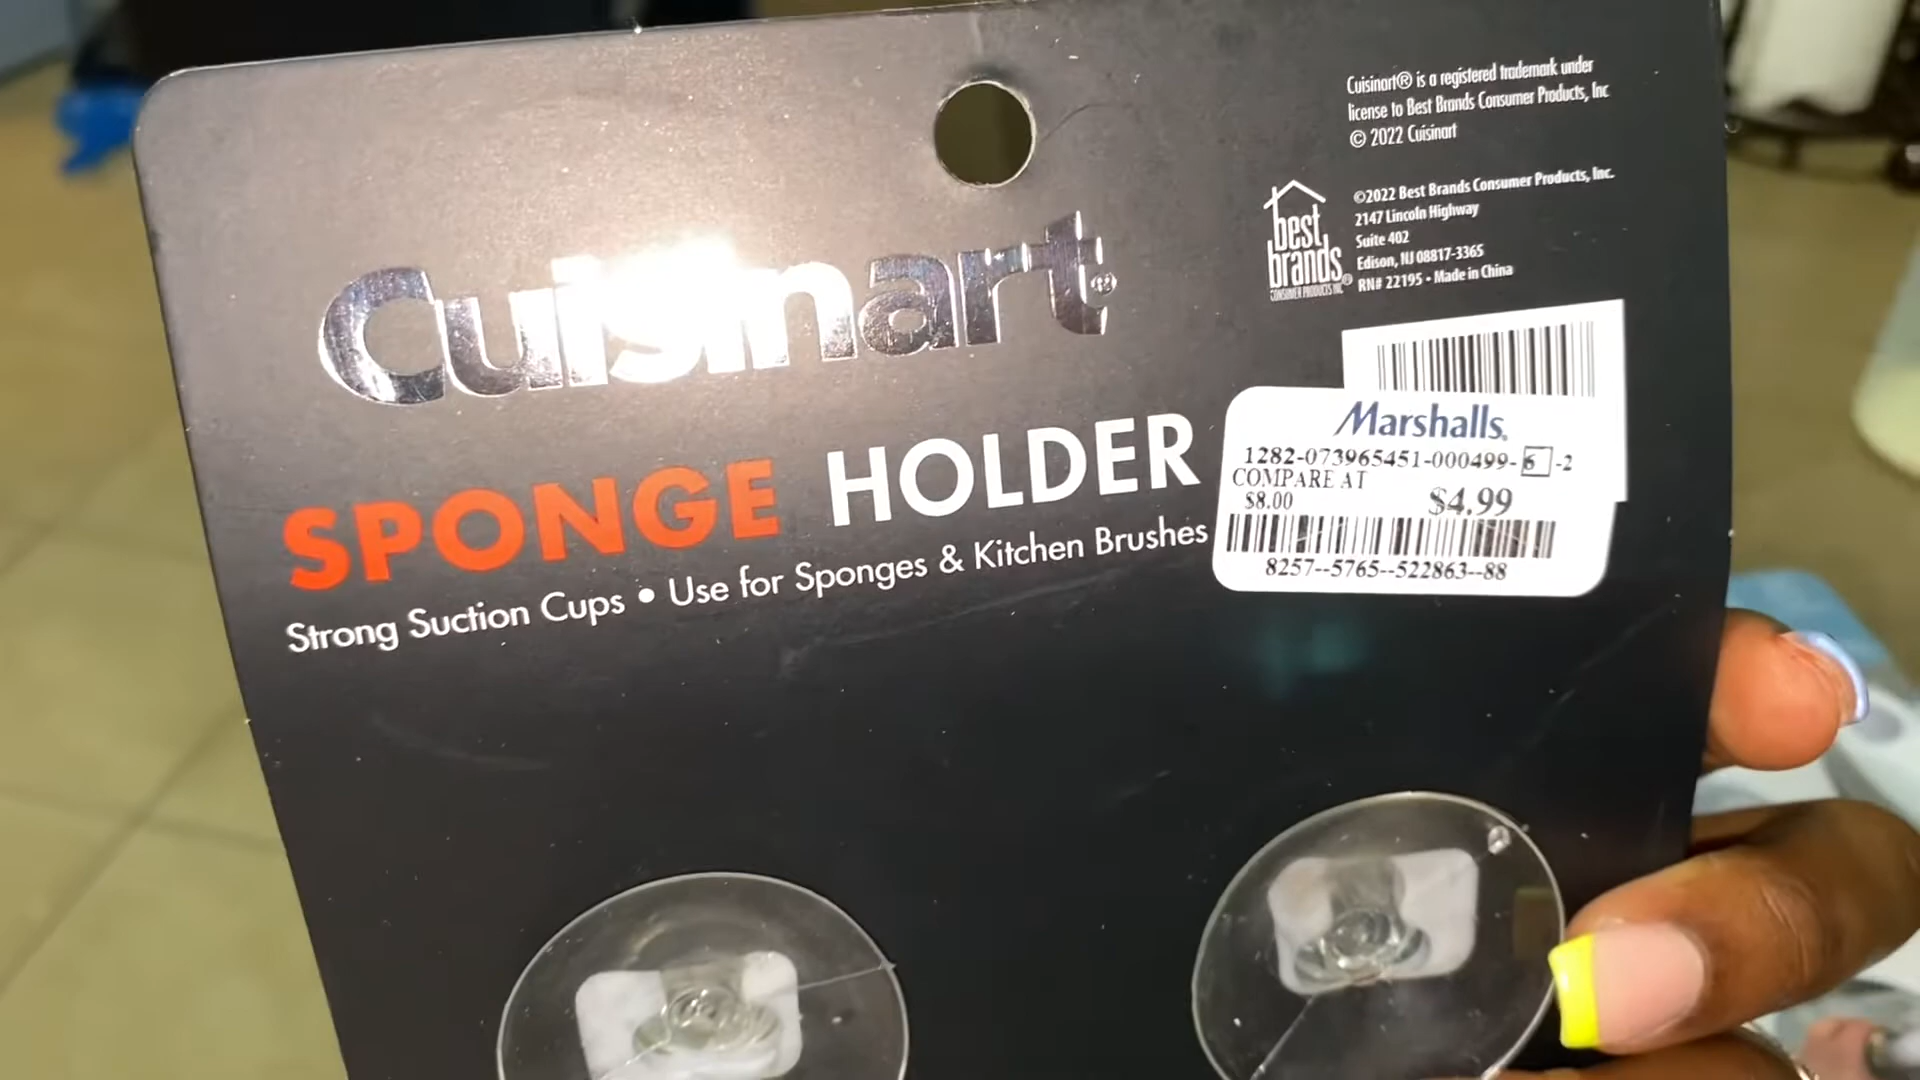 Cuisinart®
SPONGE HOLDER
Strong Suction Cups • Use for Sponges & Kitchen Brushes
Cuisinart® is a registered trademark under
license to Best Brands Consumer Products, Inc
© 2022 Cuisinart
best
brands®
CONSUMER PRODUCTS INC
©2022 Best Brands Consumer Products, Inc.
2147 Lincoln Highway
Suite 402
Edison, NJ 08817-3365
RN# 22195 • Made in China
Marshalls.
1282-073965451-000499-6-2
COMPARE AT
$8.00 $4.99
8257--5765--522863--88